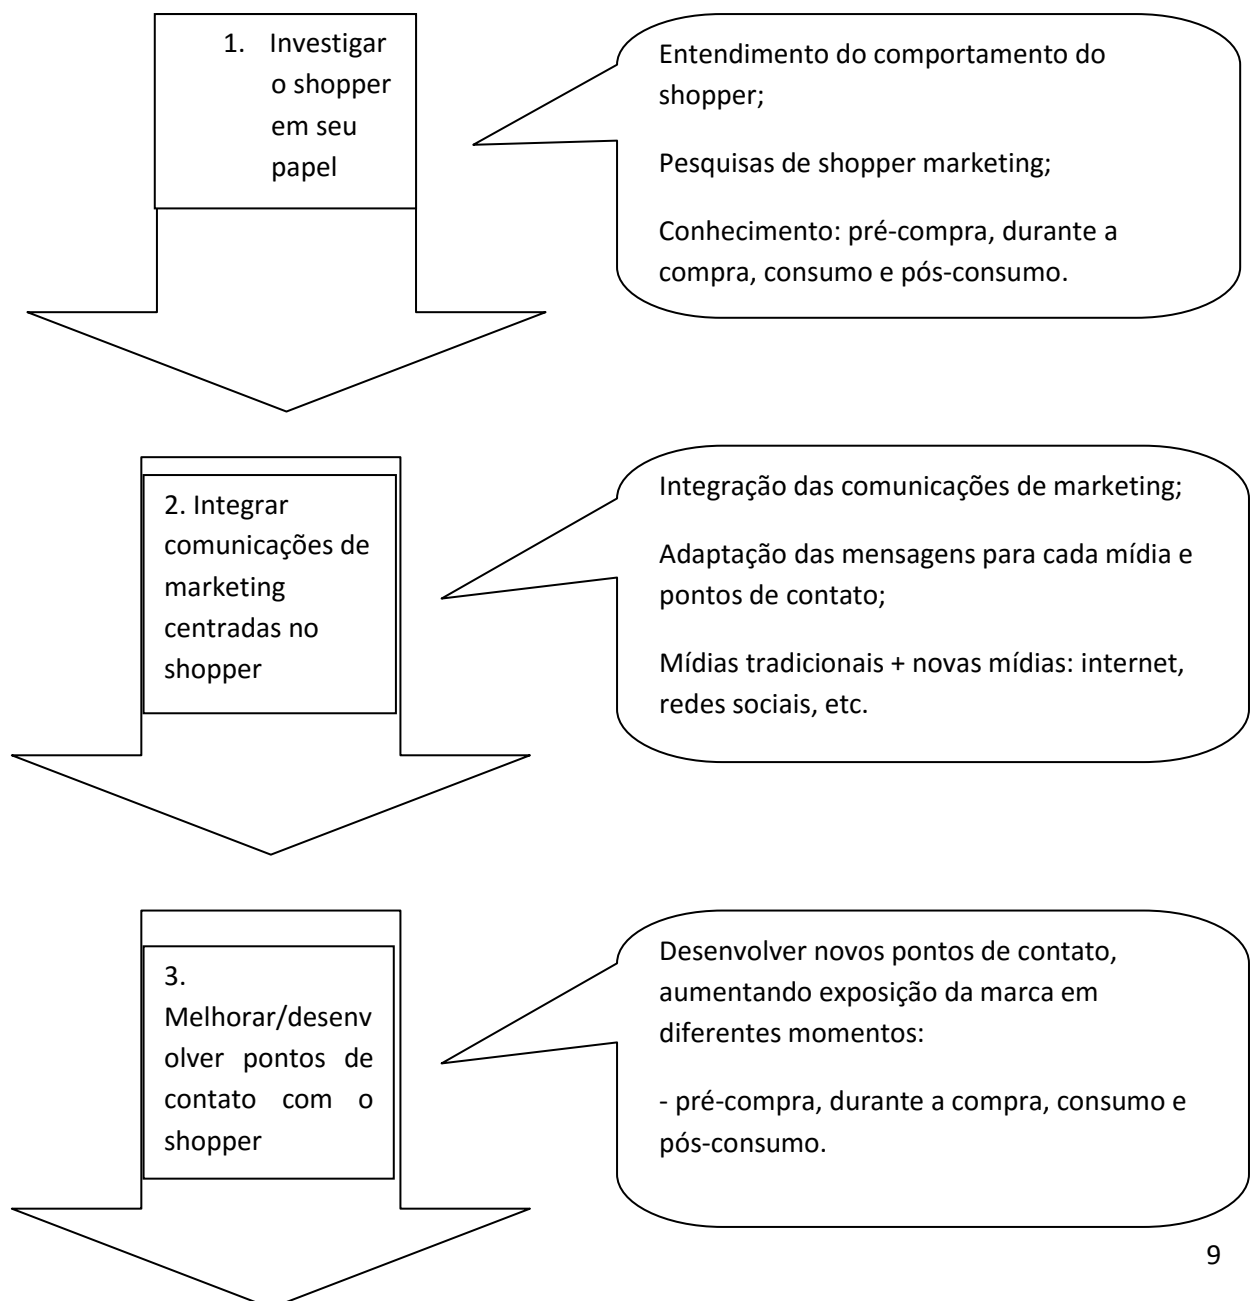 1. Investigar
o shopper
em seu
papel
Entendimento do comportamento do
shopper;
Pesquisas de shopper marketing;
Conhecimento: pré-compra, durante a
compra, consumo e pós-consumo.
2. Integrar
comunicações de
marketing
centradas no
shopper
Integração das comunicações de marketing;
Adaptação das mensagens para cada mídia e
pontos de contato;
Mídias tradicionais + novas mídias: internet,
redes sociais, etc.
3.
Melhorar/desenv
olver pontos de
contato com o
shopper
Desenvolver novos pontos de contato,
aumentando exposição da marca em
diferentes momentos:
- pré-compra, durante a compra, consumo e
pós-consumo.
9